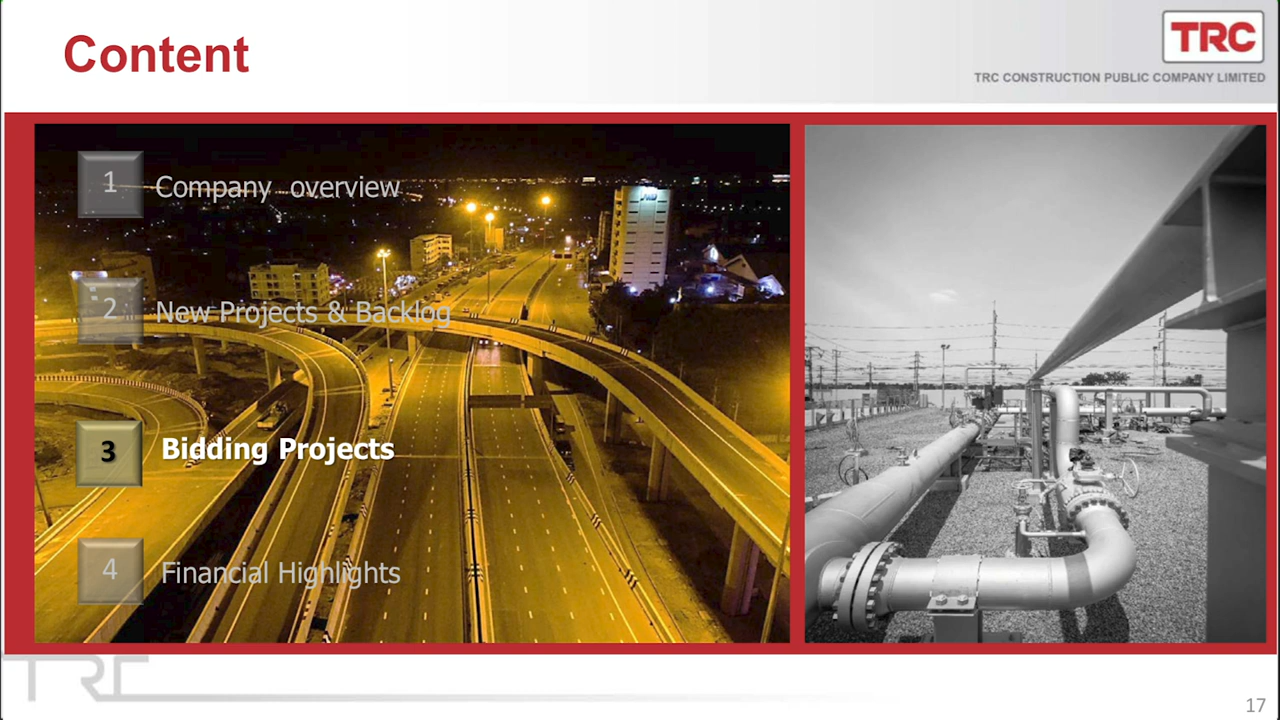 Content
TRC
TRC CONSTRUCTION PUBLIC COMPANY LIMITED
1
Company overview
2
New Projects & Backlog
3
Bidding Projects
4
Financial Highlights
TRC
17